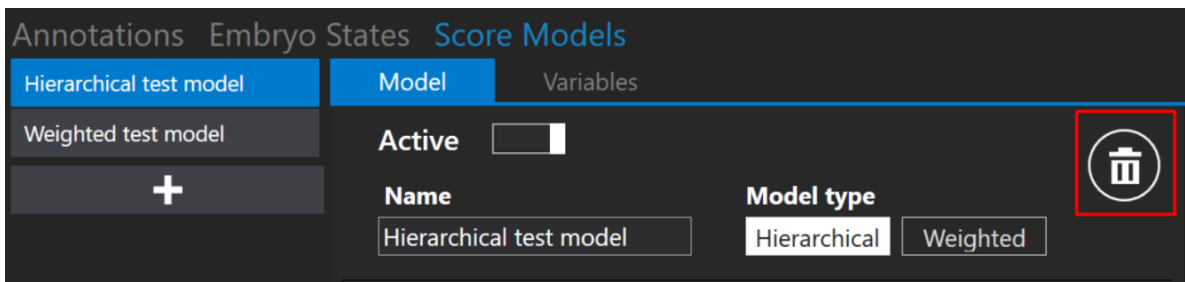 Annotations Embryo States Score Models
Hierarchical test model
Weighted test model
Model Variables
Active
Name
Hierarchical test model
Model type
Hierarchical Weighted